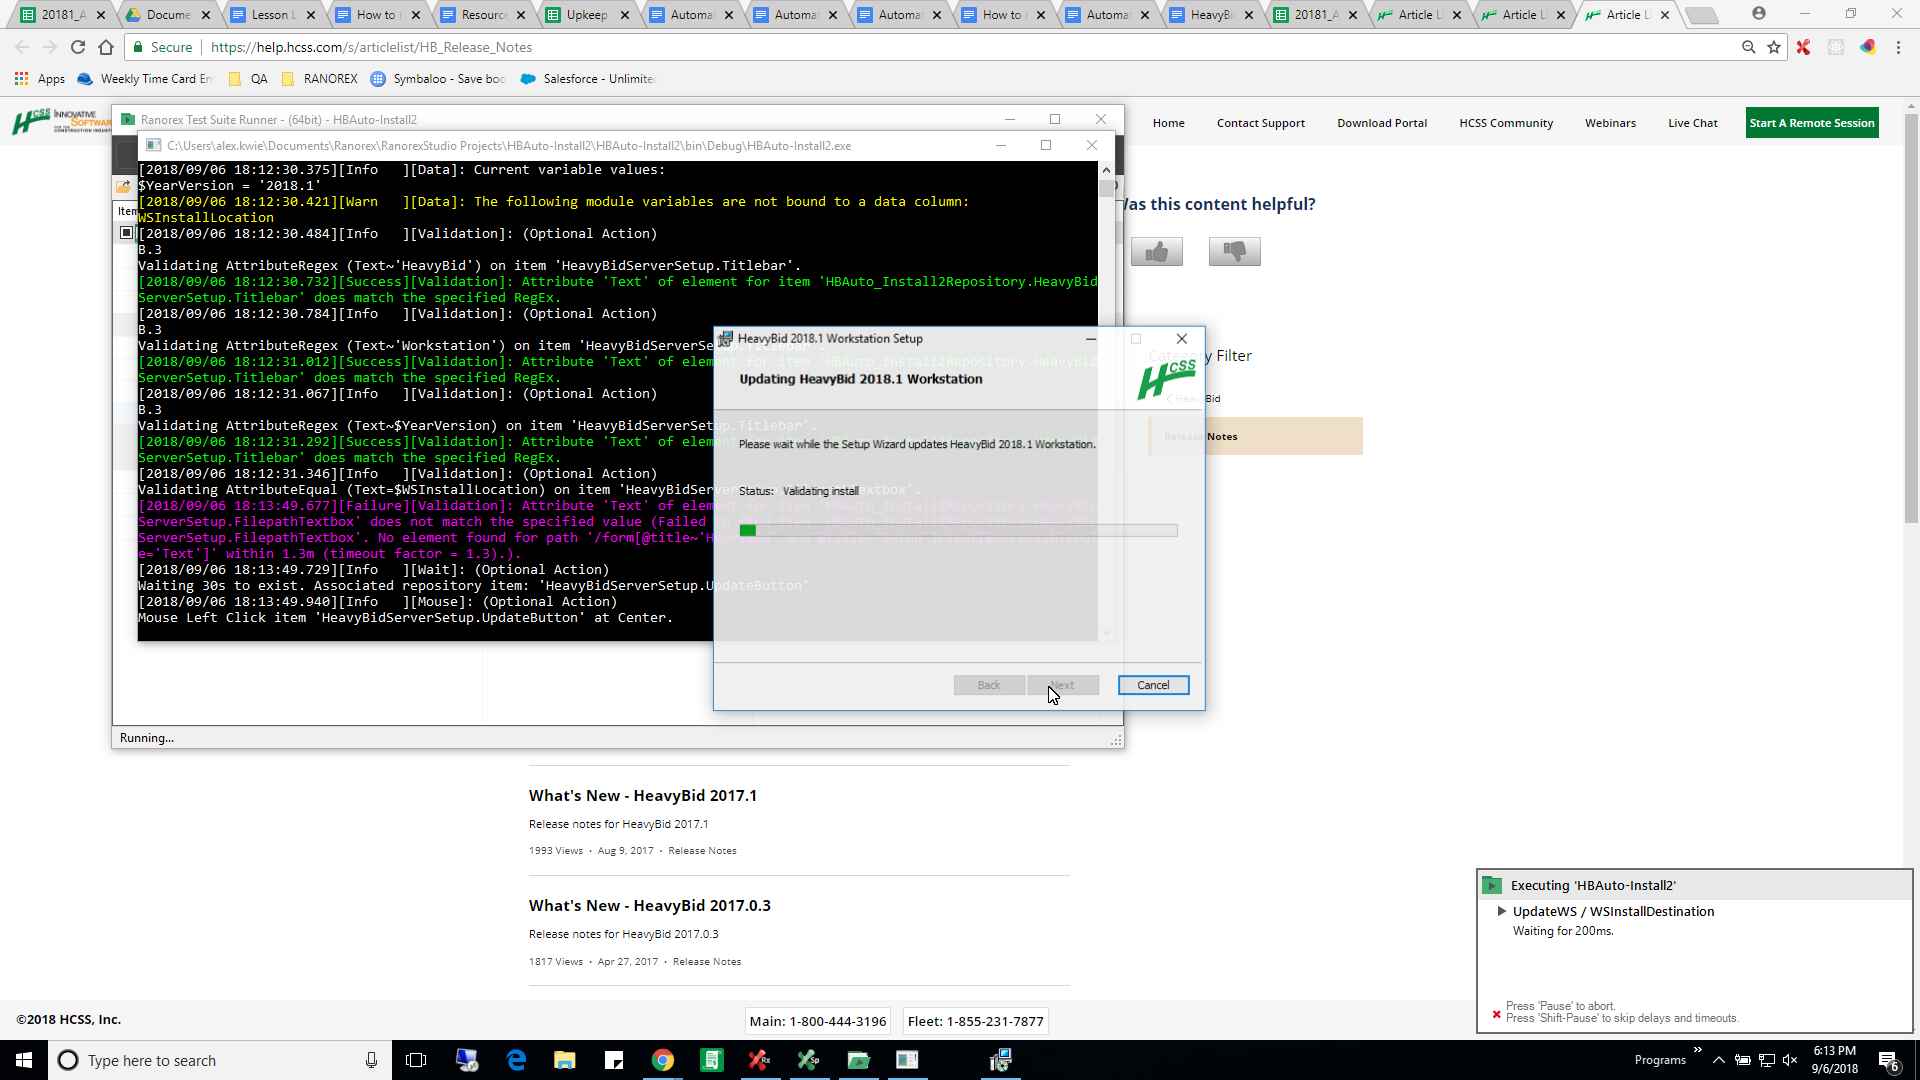 20181_A
Docume
Lesson L
How to
Resourc
Upkeep
Automa
Automa
Automa
How to
Automa
HeavyBi
20181_A
Article Li
Article Li
Article Li
Secure
https://help.hcss.com/s/articlelist/HB_Release_Notes
Apps
Weekly Time Card En
QA
RANOREX
Symbaloo - Save boo
Salesforce - Unlimite
HCSS INNOVATIVE
SOFTWA
Home
Contact Support
Download Portal
HCSS Community
Webinars
Live Chat
Start A Remote Session
Ranorex Test Suite Runner - (64bit) - HBAuto-Install2
C:\Users\alex.kwie\Documents\Ranorex\RanorexStudio Projects\HBAuto-Install2\HBAuto-Install2\bin\Debug\HBAuto-Install2.exe
Item
[2018/09/06 18:12:30.375][Info   ][Data]: Current variable values:
$YearVersion = '2018.1'
[2018/09/06 18:12:30.421][Warn   ][Data]: The following module variables are not bound to a data column:
WSInstallLocation
[2018/09/06 18:12:30.484][Info   ][Validation]: (Optional Action)
B.3
Validating AttributeRegex (Text~'HeavyBid') on item 'HeavyBidServerSetup.Titlebar'.
[2018/09/06 18:12:30.732][Success][Validation]: Attribute 'Text' of element for item 'HBAuto_Install2Repository.HeavyBid
ServerSetup.Titlebar' does match the specified RegEx.
[2018/09/06 18:12:30.784][Info   ][Validation]: (Optional Action)
B.3
Validating AttributeRegex (Text~'Workstation') on item 'HeavyBidServerSe
[2018/09/06 18:12:31.012][Success][Validation]: Attribute 'Text' of element for item 'HBAuto_Install2Repository.HeavyBid
ServerSetup.Titlebar' does match the specified RegEx.
[2018/09/06 18:12:31.067][Info   ][Validation]: (Optional Action)
B.3
Validating AttributeRegex (Text~$YearVersion) on item 'HeavyBidServerSetup.Titlebar'.
[2018/09/06 18:12:31.292][Success][Validation]: Attribute 'Text' of elem
ServerSetup.Titlebar' does match the specified RegEx.
[2018/09/06 18:12:31.346][Info   ][Validation]: (Optional Action)
Validating AttributeEqual (Text=$WSInstallLocation) on item 'HeavyBidServer
[2018/09/06 18:13:49.677][Failure][Validation]: Attribute 'Text' of elem
ServerSetup.FilepathTextbox' does not match the specified value (Failed
ServerSetup.FilepathTextbox'. No element found for path '/form[@title~'H
e='Text']' within 1.3m (timeout factor = 1.3).).
[2018/09/06 18:13:49.729][Info   ][Wait]: (Optional Action)
Waiting 30s to exist. Associated repository item: 'HeavyBidServerSetup.UpdateButton'
[2018/09/06 18:13:49.940][Info   ][Mouse]: (Optional Action)
Mouse Left Click item 'HeavyBidServerSetup.UpdateButton' at Center.
Running...
HeavyBid 2018.1 Workstation Setup
Updating HeavyBid 2018.1 Workstation
HCSS
Please wait while the Setup Wizard updates HeavyBid 2018.1 Workstation.
Status: Validating install
Back
Next
Cancel
Was this content helpful?
Category Filter
HeavyBid
Release Notes
What's New - HeavyBid 2017.1
Release notes for HeavyBid 2017.1
1993 Views • Aug 9, 2017 • Release Notes
What's New - HeavyBid 2017.0.3
Release notes for HeavyBid 2017.0.3
1817 Views • Apr 27, 2017 • Release Notes
©2018 HCSS, Inc.
Main: 1-800-444-3196
Fleet: 1-855-231-7877
Executing 'HBAuto-Install2'
UpdateWS / WSInstallDestination
Waiting for 200ms.
Press 'Pause' to abort.
Press 'Shift-Pause' to skip delays and timeouts.
Type here to search
Programs
6:13 PM
9/6/2018
6